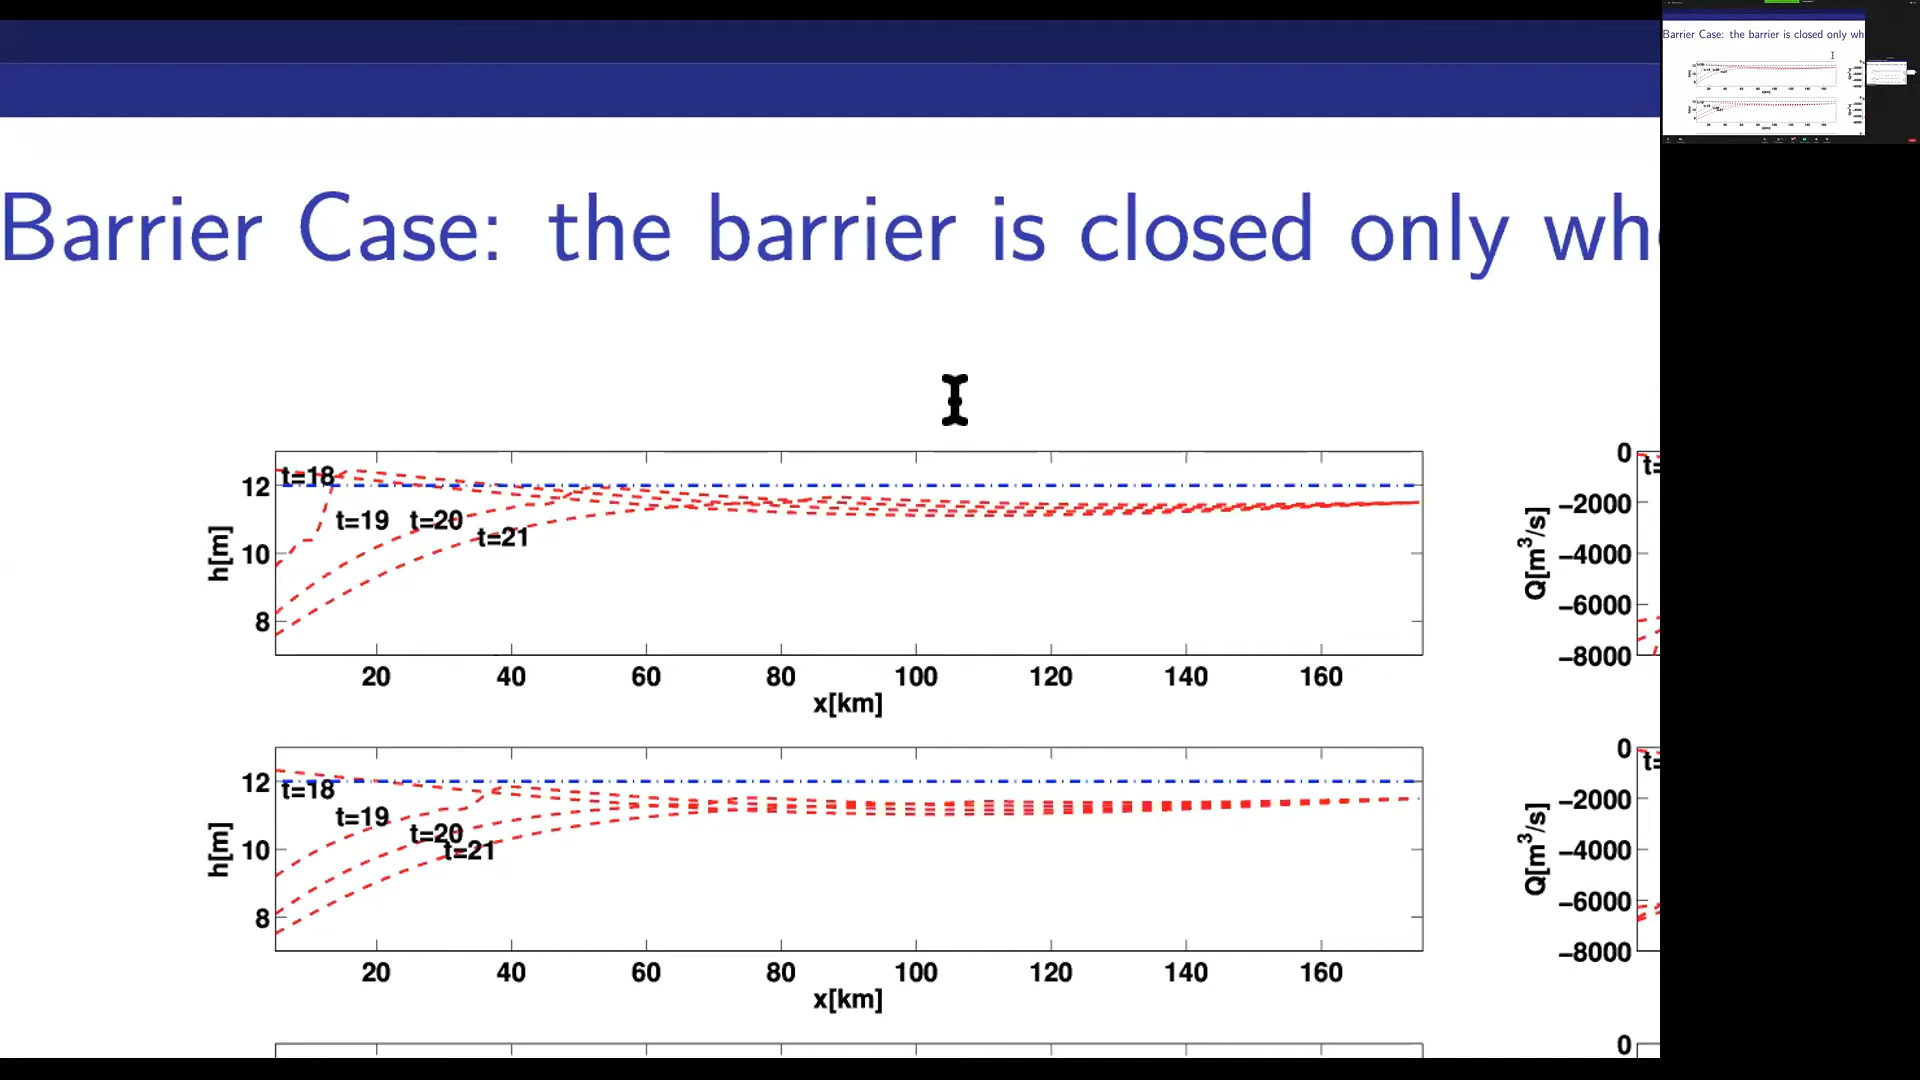 Barrier Case: the barrier is closed only wh
Barrier Case: the barrier is closed only wh
t=18
t=19
t=20
t=21
12
10
8
h[m]
20 40 60 80 100 120 140 160
x[km]
0
−2000
−4000
−6000
−8000
Q[m³/s]
t=
t=18
t=19
t=20
t=21
12
10
8
h[m]
20 40 60 80 100 120 140 160
x[km]
0
−2000
−4000
−6000
−8000
Q[m³/s]
t=
0